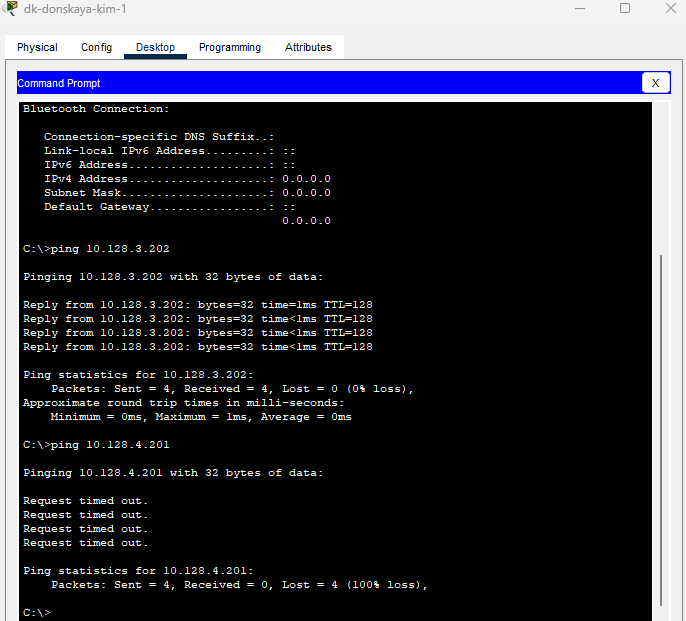 dk-donskaya-kim-1
Physical Config Desktop Programming Attributes
Command Prompt X
Bluetooth Connection:
Connection-specific DNS Suffix..:
Link-local IPv6 Address.........: ::
IPv6 Address....................: ::
IPv4 Address....................: 0.0.0.0
Subnet Mask.....................: 0.0.0.0
Default Gateway.................: ::
0.0.0.0
C:\>ping 10.128.3.202
Pinging 10.128.3.202 with 32 bytes of data:
Reply from 10.128.3.202: bytes=32 time=1ms TTL=128
Reply from 10.128.3.202: bytes=32 time<1ms TTL=128
Reply from 10.128.3.202: bytes=32 time<1ms TTL=128
Reply from 10.128.3.202: bytes=32 time<1ms TTL=128
Ping statistics for 10.128.3.202:
Packets: Sent = 4, Received = 4, Lost = 0 (0% loss),
Approximate round trip times in milli-seconds:
Minimum = 0ms, Maximum = 1ms, Average = 0ms
C:\>ping 10.128.4.201
Pinging 10.128.4.201 with 32 bytes of data:
Request timed out.
Request timed out.
Request timed out.
Request timed out.
Ping statistics for 10.128.4.201:
Packets: Sent = 4, Received = 0, Lost = 4 (100% loss),
C:\>